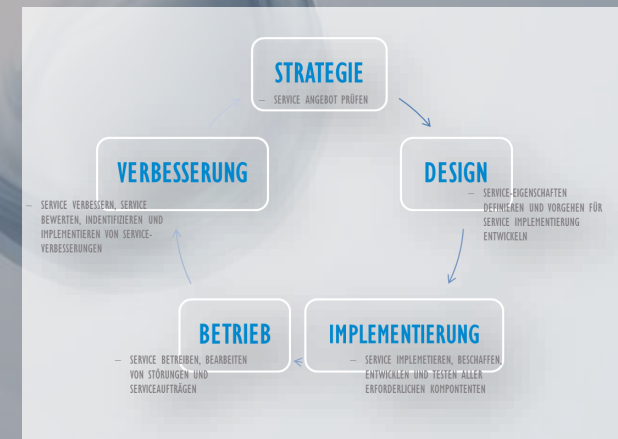 STRATEGIE
– SERVICE ANGEBOT PRÜFEN
DESIGN
– SERVICE-EIGENSCHAFTEN
DEFINIEREN UND VORGEHEN FÜR
SERVICE IMPLEMENTIERUNG
ENTWICKELN
IMPLEMENTIERUNG
– SERVICE IMPLEMETIEREN, BESCHAFFEN,
ENTWICKLEN UND TESTEN ALLER
ERFORDERLICHEN KOMPONTENTEN
BETRIEB
– SERVICE BETREIBEN, BEARBEITEN
VON STÖRUNGEN UND
SERVICEAUFTRÄGEN
VERBESSERUNG
– SERVICE VERBESSERN, SERVICE
BEWERTEN, INDENTIFIZIEREN UND
IMPLEMENTIEREN VON SERVICE-
VERBESSERUNGEN